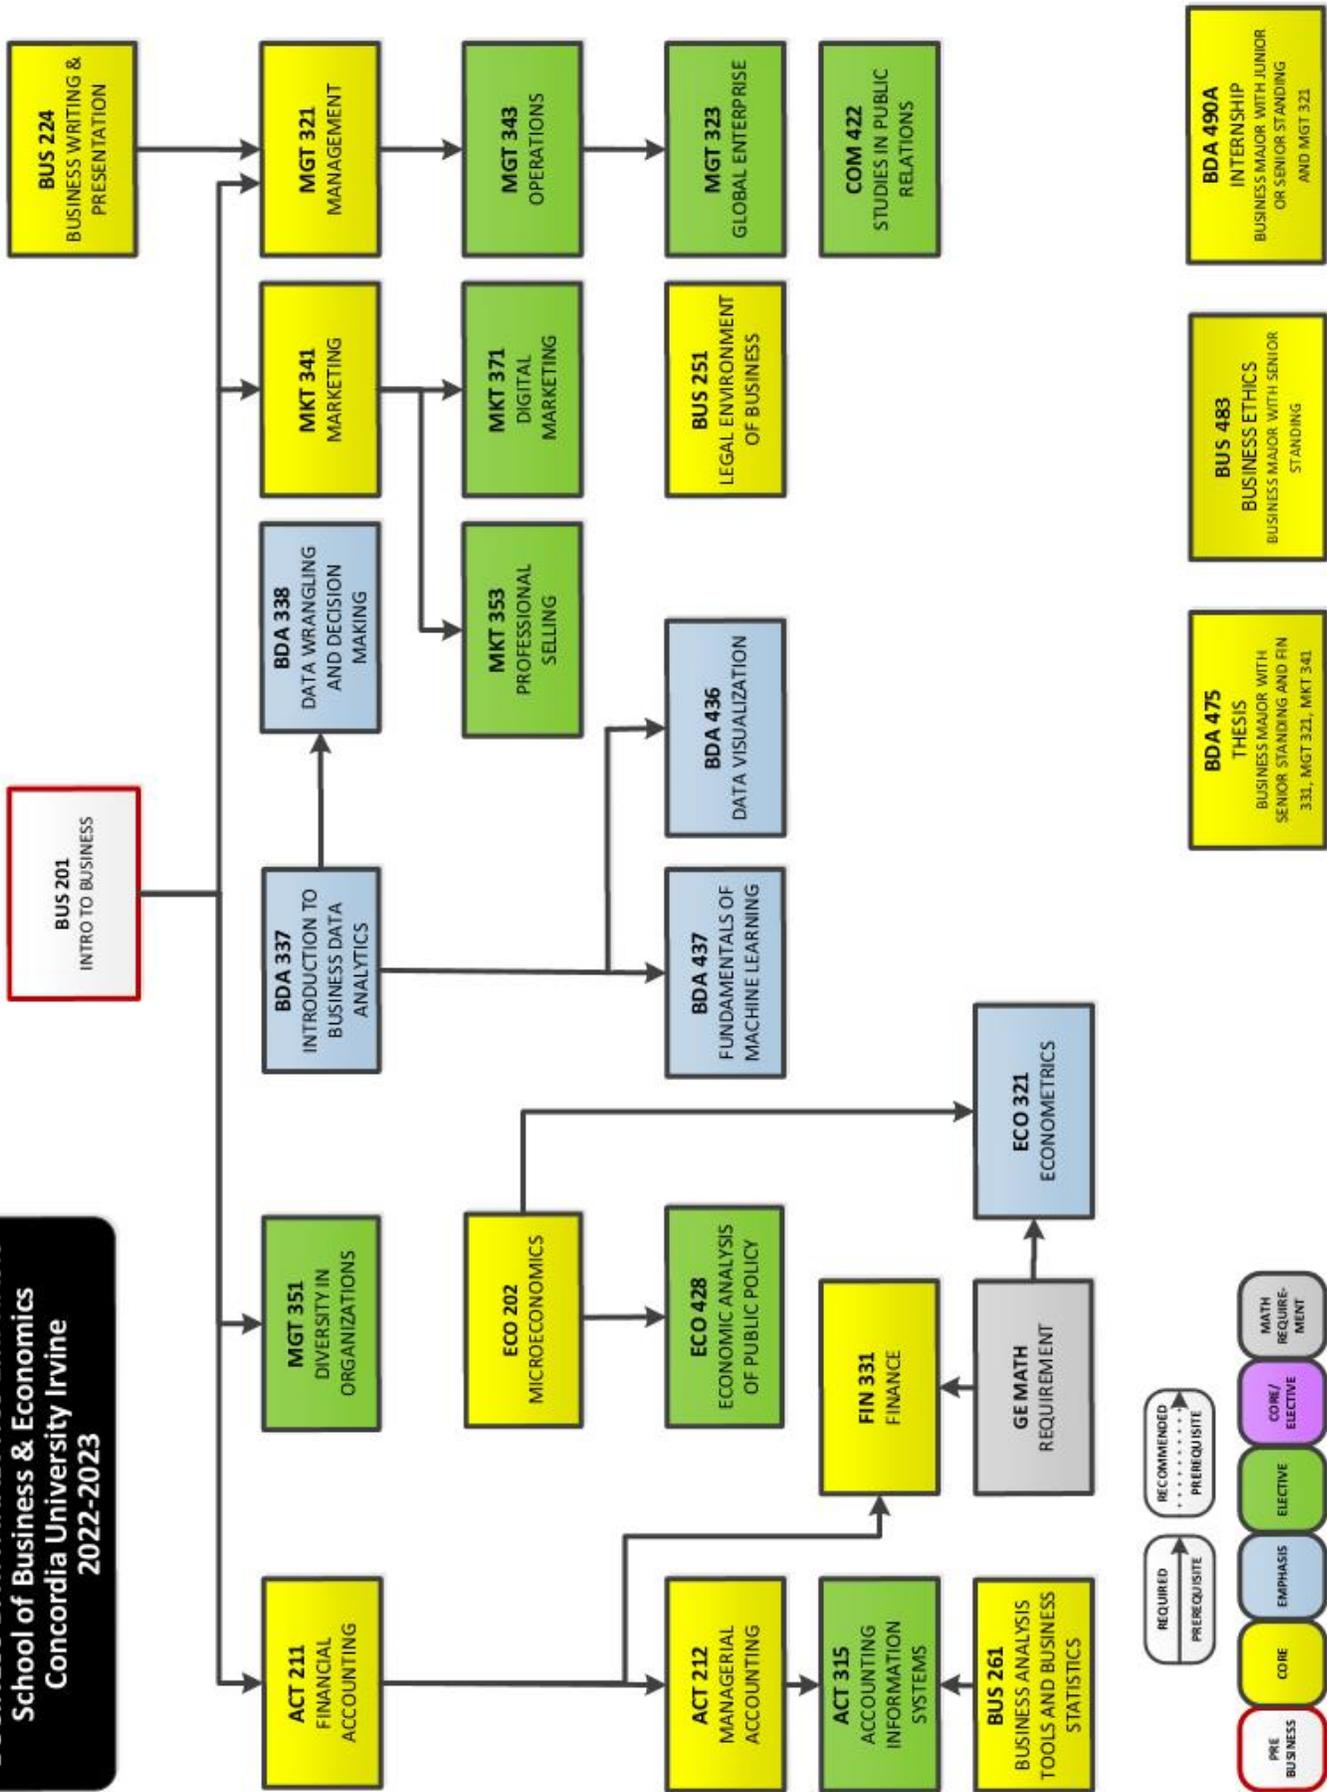 School of Business & Economics
Concordia University Irvine
2022-2023
BUS 201
INTRO TO BUSINESS
BUS 224
BUSINESS WRITING &
PRESENTATION
ACT 211
FINANCIAL
ACCOUNTING
MGT 351
DIVERSITY IN
ORGANIZATIONS
BDA 337
INTRODUCTION TO
BUSINESS DATA
ANALYTICS
BDA 338
DATA WRANGLING
AND DECISION
MAKING
MKT 341
MARKETING
MGT 321
MANAGEMENT
ECO 202
MICROECONOMICS
MKT 353
PROFESSIONAL
SELLING
MKT 371
DIGITAL
MARKETING
MGT 343
OPERATIONS
ACT 212
MANAGERIAL
ACCOUNTING
ECO 428
ECONOMIC ANALYSIS
OF PUBLIC POLICY
BDA 437
FUNDAMENTALS OF
MACHINE LEARNING
BDA 436
DATA VISUALIZATION
BUS 251
LEGAL ENVIRONMENT
OF BUSINESS
MGT 323
GLOBAL ENTERPRISE
ACT 315
ACCOUNTING
INFORMATION
SYSTEMS
FIN 331
FINANCE
COM 422
STUDIES IN PUBLIC
RELATIONS
BUS 261
BUSINESS ANALYSIS
TOOLS AND BUSINESS
STATISTICS
GE MATH
REQUIREMENT
ECO 321
ECONOMETRICS
REQUIRED
PREREQUISITE
RECOMMENDED
PREREQUISITE
PRE
BUSINESS
CORE
EMPHASIS
ELECTIVE
CORE/
ELECTIVE
MATH
REQUIRE-
MENT
BDA 475
THESIS
BUSINESS MAJOR WITH
SENIOR STANDING AND FIN
331, MGT 321, MKT 341
BUS 483
BUSINESS ETHICS
BUSINESS MAJOR WITH SENIOR
STANDING
BDA 490A
INTERNSHIP
BUSINESS MAJOR WITH JUNIOR
OR SENIOR STANDING
AND MGT 321